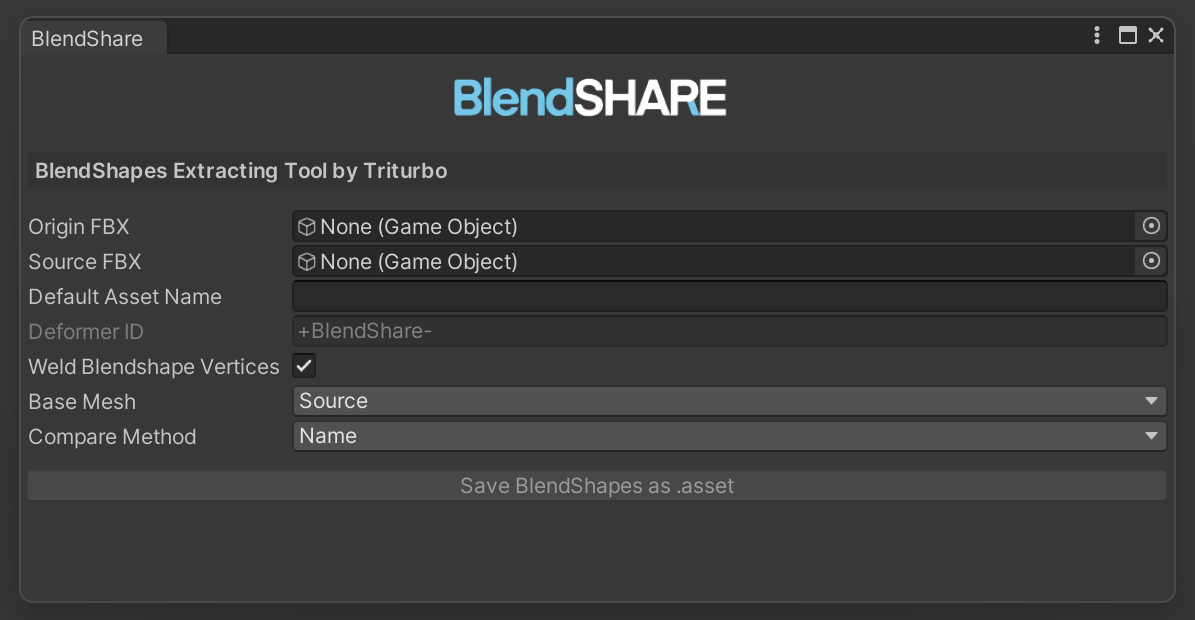 BlendShare
BlendSHARE
BlendShapes Extracting Tool by Triturbo
Origin FBX None (Game Object)
Source FBX None (Game Object)
Default Asset Name
Deformer ID +BlendShare-
Weld Blendshape Vertices
Base Mesh Source
Compare Method Name
Save BlendShapes as .asset